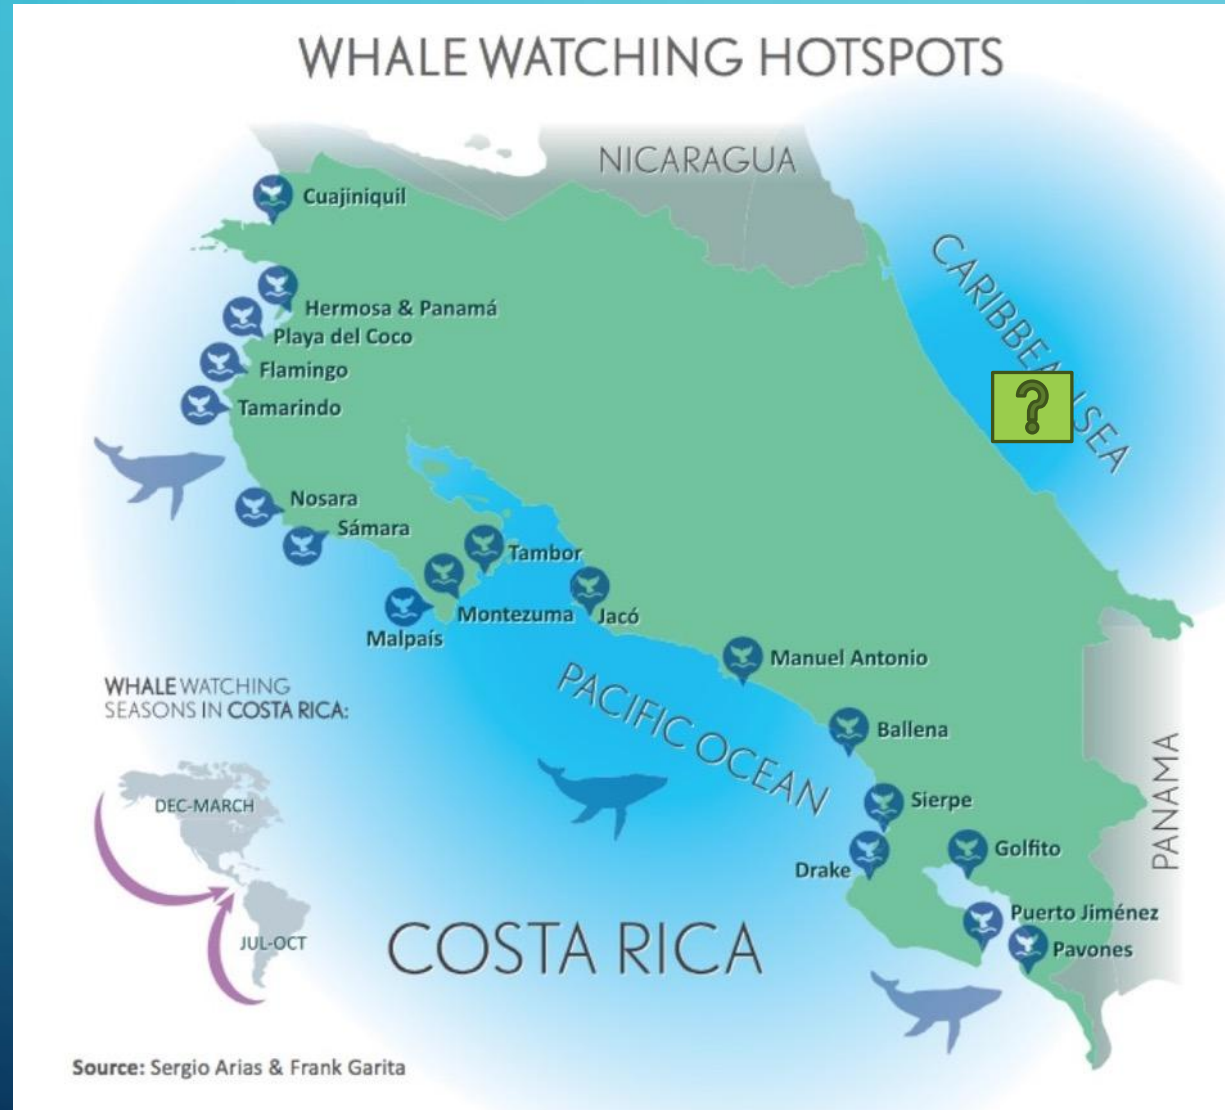 WHALE WATCHING HOTSPOTS
NICARAGUA
Cuajiniquil
CARIBBEAN SEA
Hermosa & Panamá
Playa del Coco
Flamingo
?
Tamarindo
Nosara
Sámara
Tambor
Montezuma
Jacó
Malpaís
Manuel Antonio
PACIFIC OCEAN
WHALE WATCHING
SEASONS IN COSTA RICA:
Ballena
PANAMA
DEC-MARCH
Sierpe
Golfito
Drake
Puerto Jiménez
COSTA RICA
JUL-OCT
Pavones
Source: Sergio Arias & Frank Garita